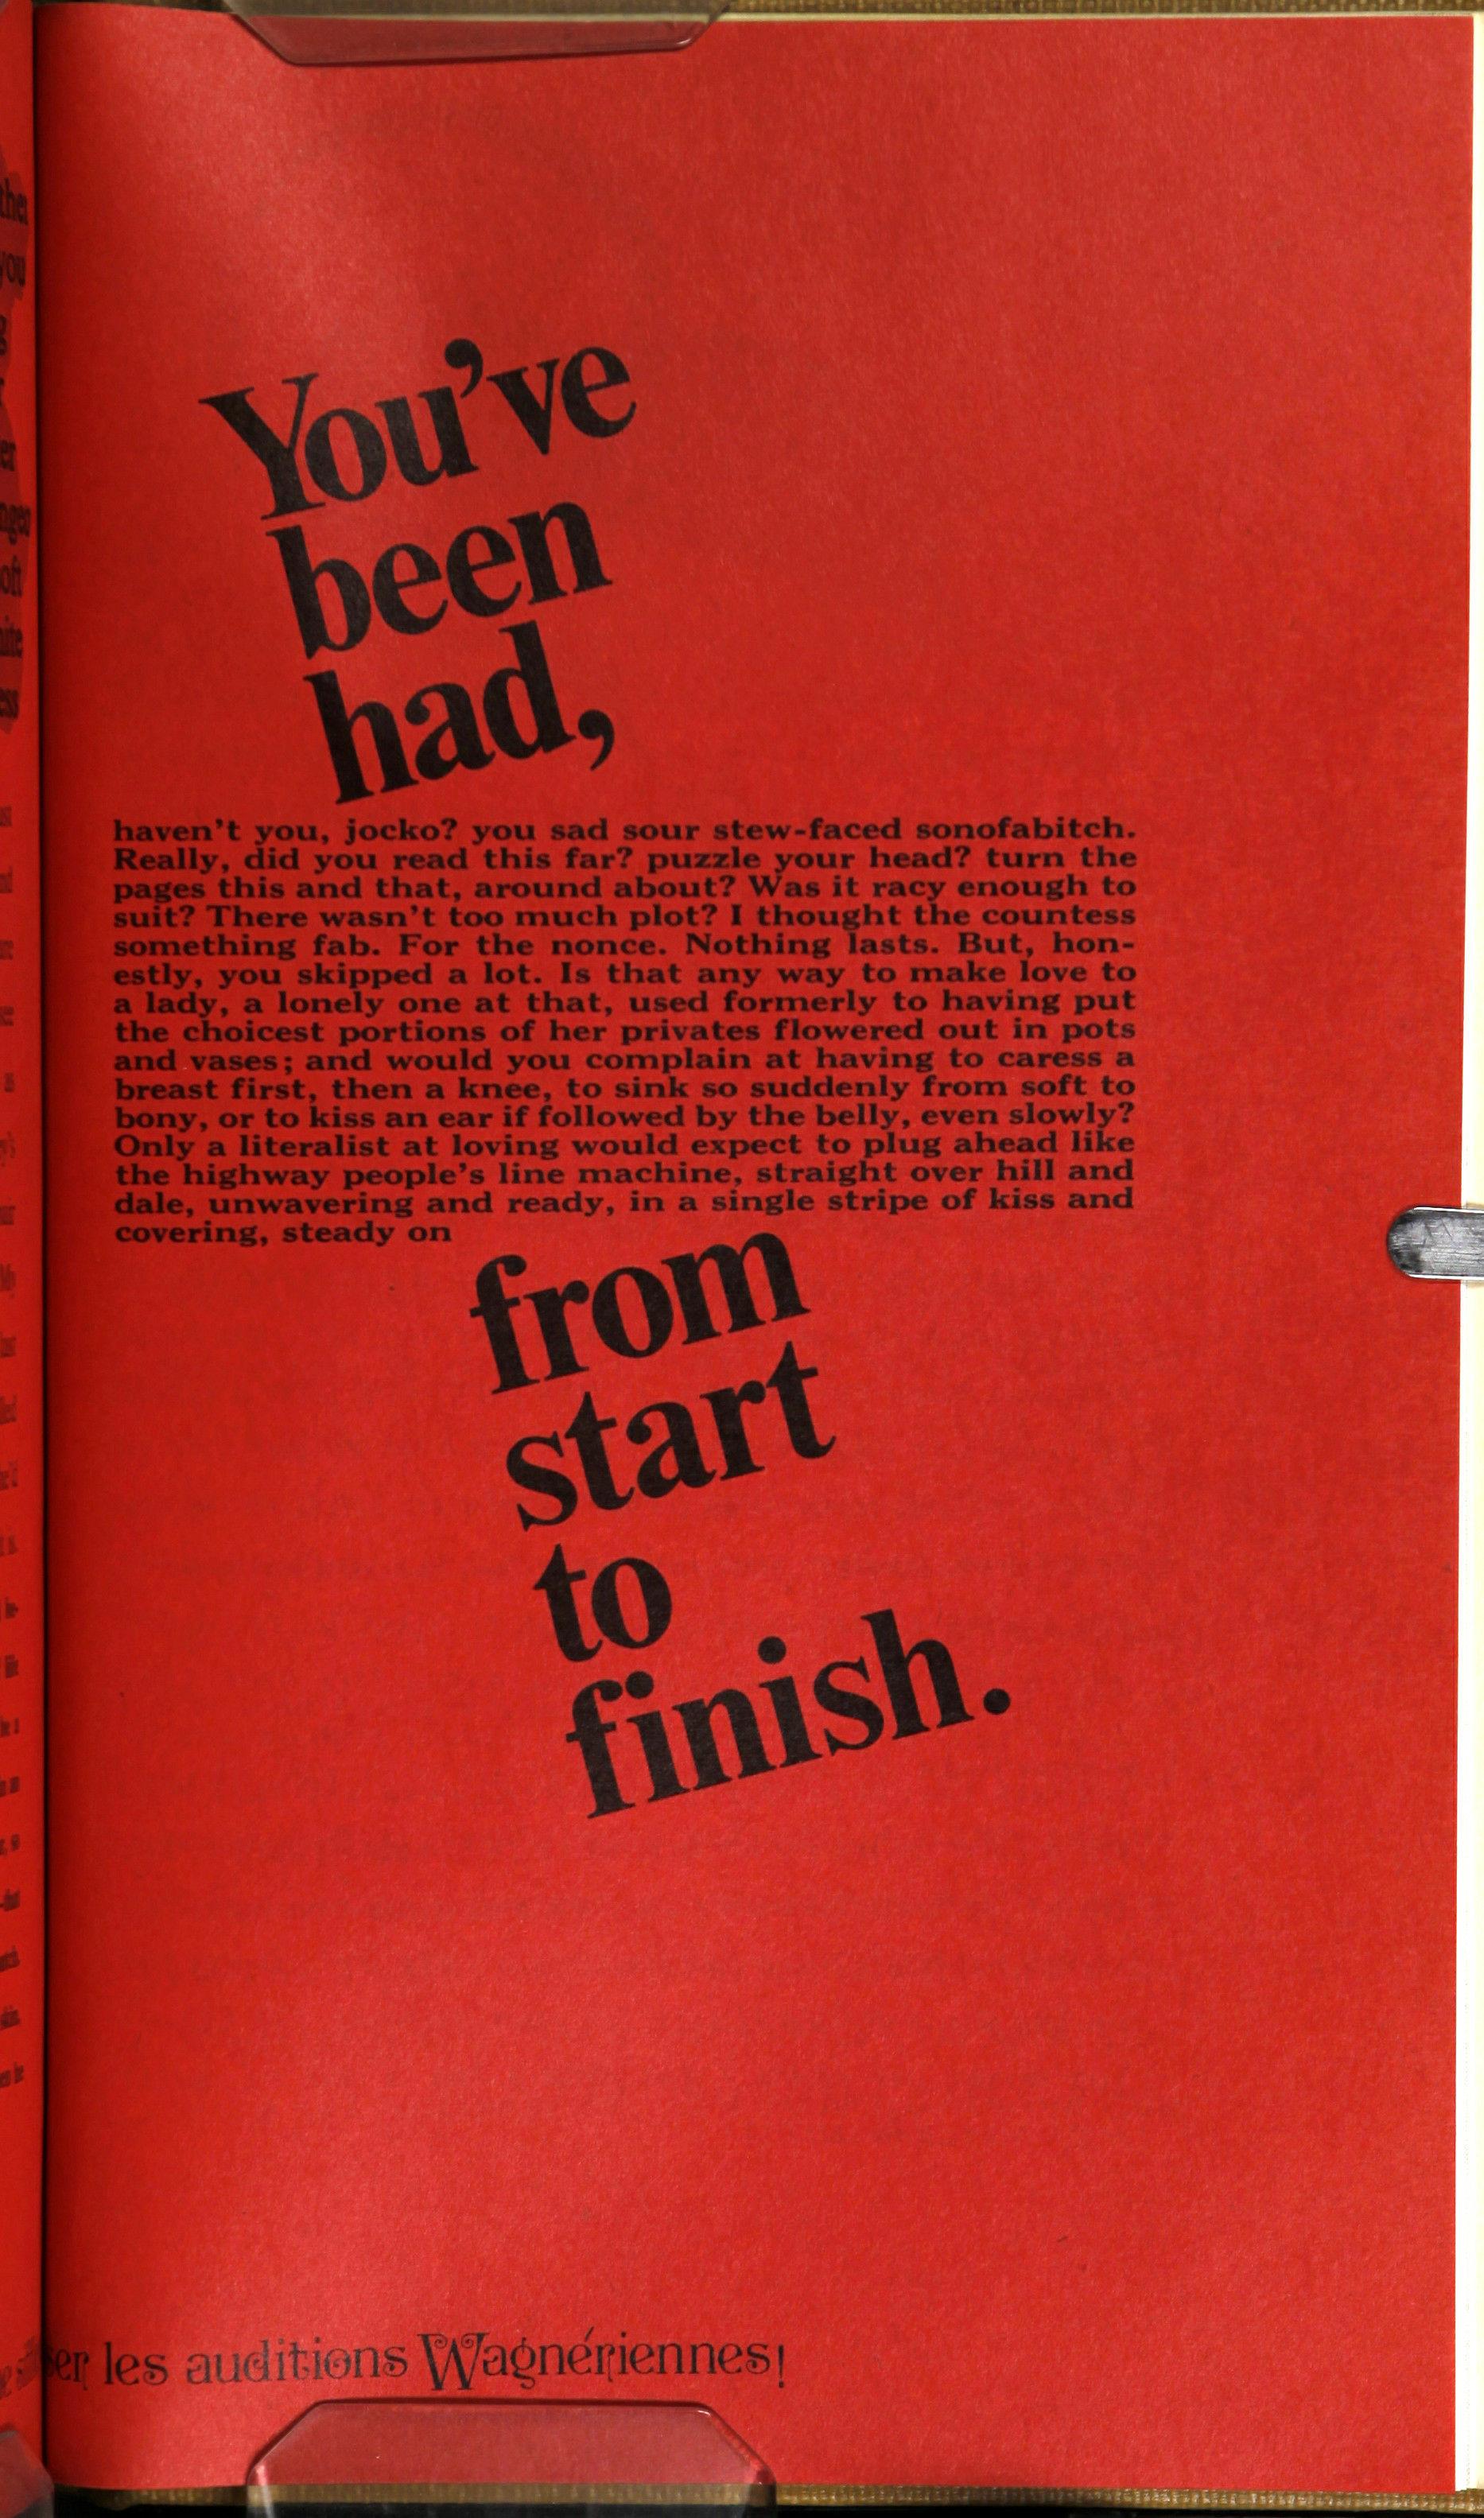 You've
been
had,
haven't you, jocko? you sad sour stew-faced sonofabitch.
Really, did you read this far? puzzle your head? turn the
pages this and that, around about? Was it racy enough to
suit? There wasn't too much plot? I thought the countess
something fab. For the nonce. Nothing lasts. But, hon-
estly, you skipped a lot. Is that any way to make love to
a lady, a lonely one at that, used formerly to having put
the choicest portions of her privates flowered out in pots
and vases; and would you complain at having to caress a
breast first, then a knee, to sink so suddenly from soft to
bony, or to kiss an ear if followed by the belly, even slowly?
Only a literalist at loving would expect to plug ahead like
the highway people's line machine, straight over hill and
dale, unwavering and ready, in a single stripe of kiss and
covering, steady on
from
start
to
finish.
les auditions Wagnériennes!